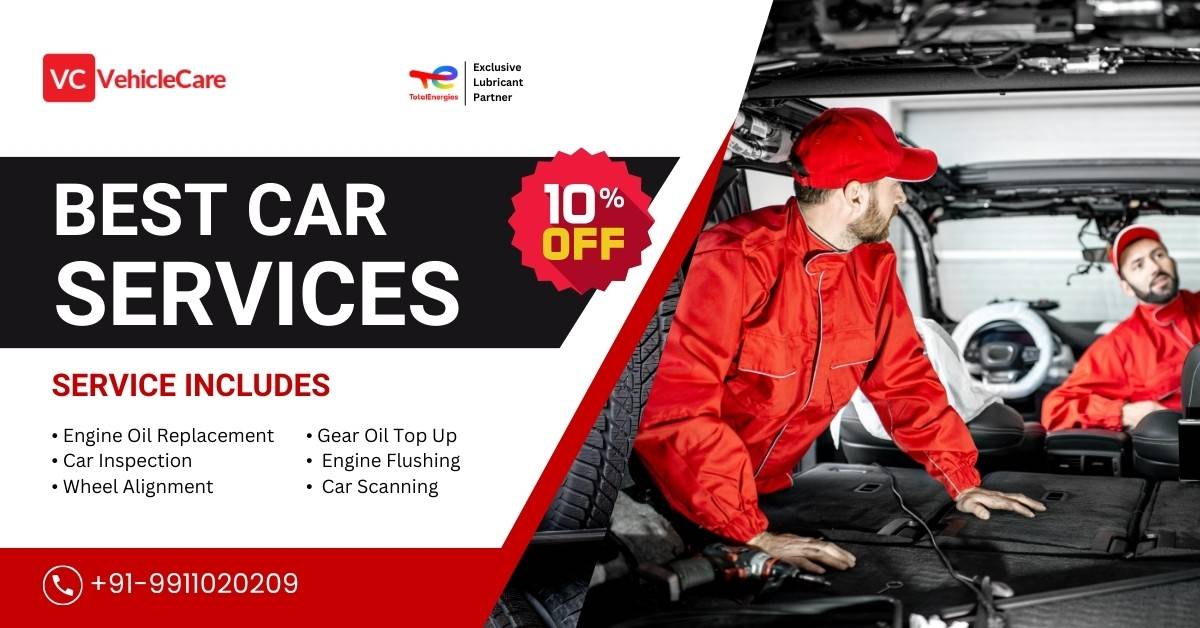 VC VehicleCare
TotalEnergies
Exclusive
Lubricant
Partner
BEST CAR
SERVICES
10%
OFF
SERVICE INCLUDES
• Engine Oil Replacement
• Car Inspection
• Wheel Alignment
• Gear Oil Top Up
• Engine Flushing
• Car Scanning
+91-9911020209